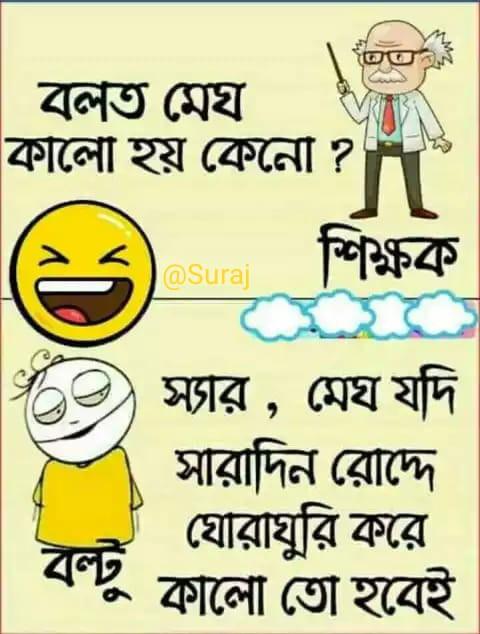 বলত মেঘ
কালো হয় কেনো ?
@Suraj
শিক্ষক
স্যার , মেঘ যদি
সারাদিন রোদ্দে
ঘোরাঘুরি করে
কালো তো হবেই
বল্টু